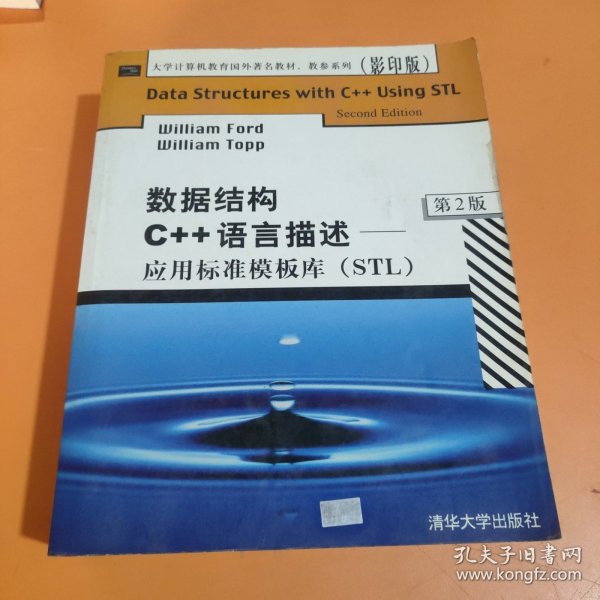 大学计算机教育国外著名教材、教参系列（影印版）
Data Structures with C++ Using STL
Second Edition
William Ford
William Topp
数据结构
C++语言描述——
应用标准模板库（STL）
第2版
清华大学出版社
孔夫子旧书网
www.kongfz.com